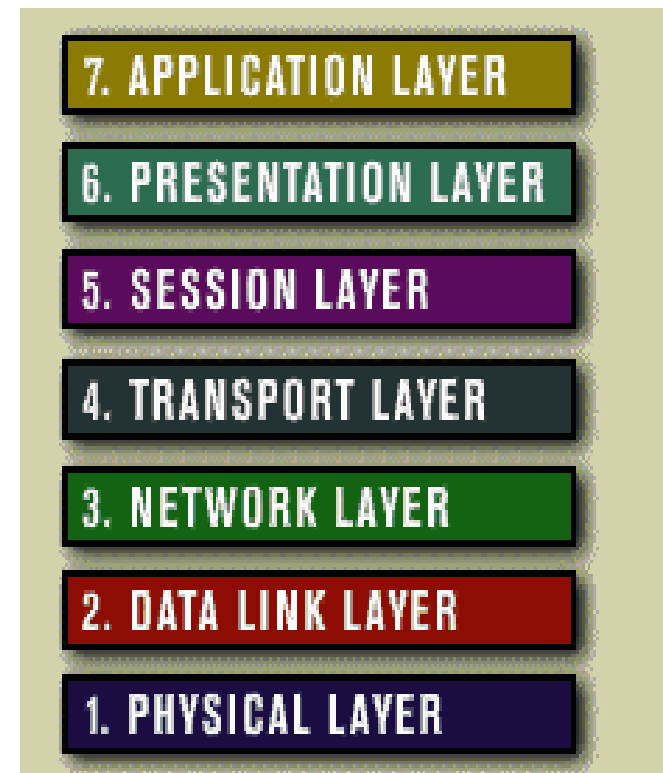 7. APPLICATION LAYER
6. PRESENTATION LAYER
5. SESSION LAYER
4. TRANSPORT LAYER
3. NETWORK LAYER
2. DATA LINK LAYER
1. PHYSICAL LAYER